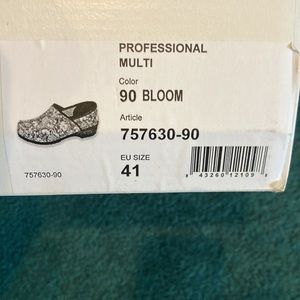 PROFESSIONAL
MULTI
Color
90 BLOOM
Article
757630-90
EU SIZE
41
757630-90